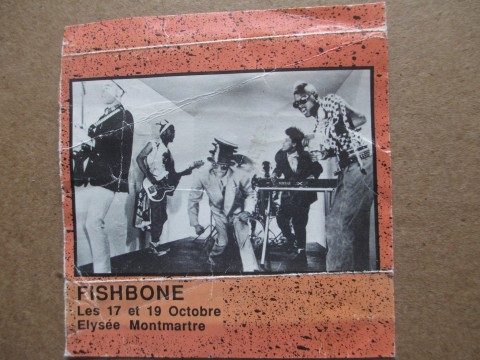 FISHBONE
Les 17 et 19 Octobre
Elysée Montmartre